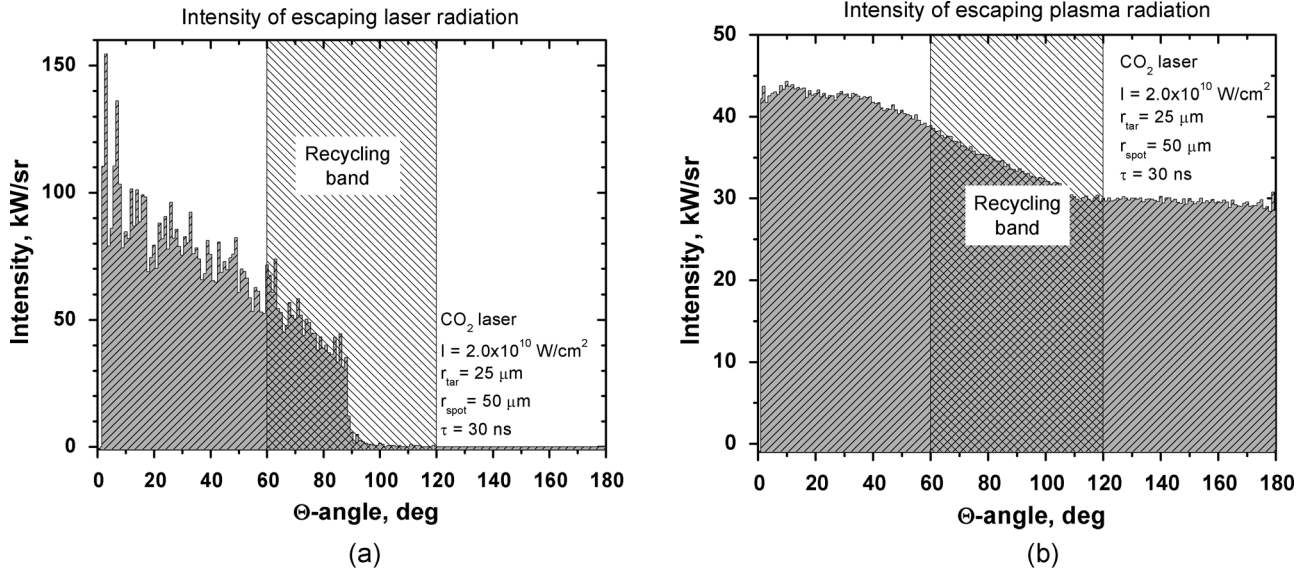 Intensity of escaping laser radiation
150
100
50
0
Intensity, kW/sr
Recycling
band
CO2 laser
I = 2.0x10^10 W/cm^2
r_tar= 25 μm
r_spot= 50 μm
τ = 30 ns
0 20 40 60 80 100 120 140 160 180
Θ-angle, deg
(a)
Intensity of escaping plasma radiation
50
40
30
20
10
0
Intensity, kW/sr
CO2 laser
I = 2.0x10^10 W/cm^2
r_tar= 25 μm
r_spot= 50 μm
τ = 30 ns
Recycling
band
0 20 40 60 80 100 120 140 160 180
Θ-angle, deg
(b)